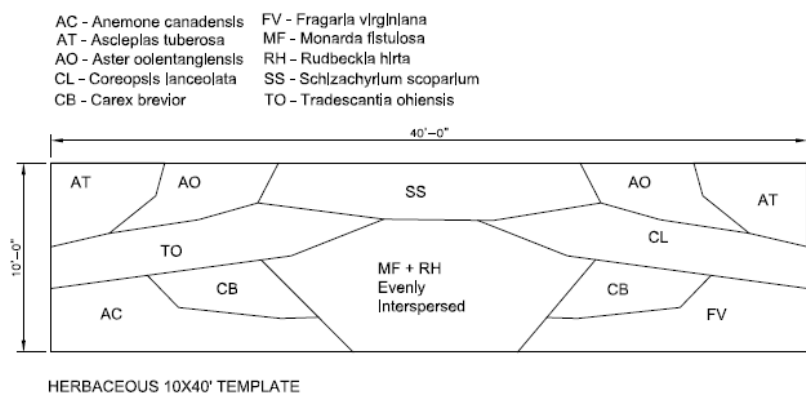 AC - Anemone canadensis
AT - Asclepias tuberosa
AO - Aster oolentangiensis
CL - Coreopsis lanceolata
CB - Carex brevior
FV - Fragaria virginiana
MF - Monarda fistulosa
RH - Rudbeckia hirta
SS - Schizachyrium scoparium
TO - Tradescantia ohiensis
40'-0"
10'-0"
AT
AO
SS
AO
AT
TO
CL
MF + RH
Evenly
Interspersed
CB
CB
AC
FV
HERBACEOUS 10X40' TEMPLATE